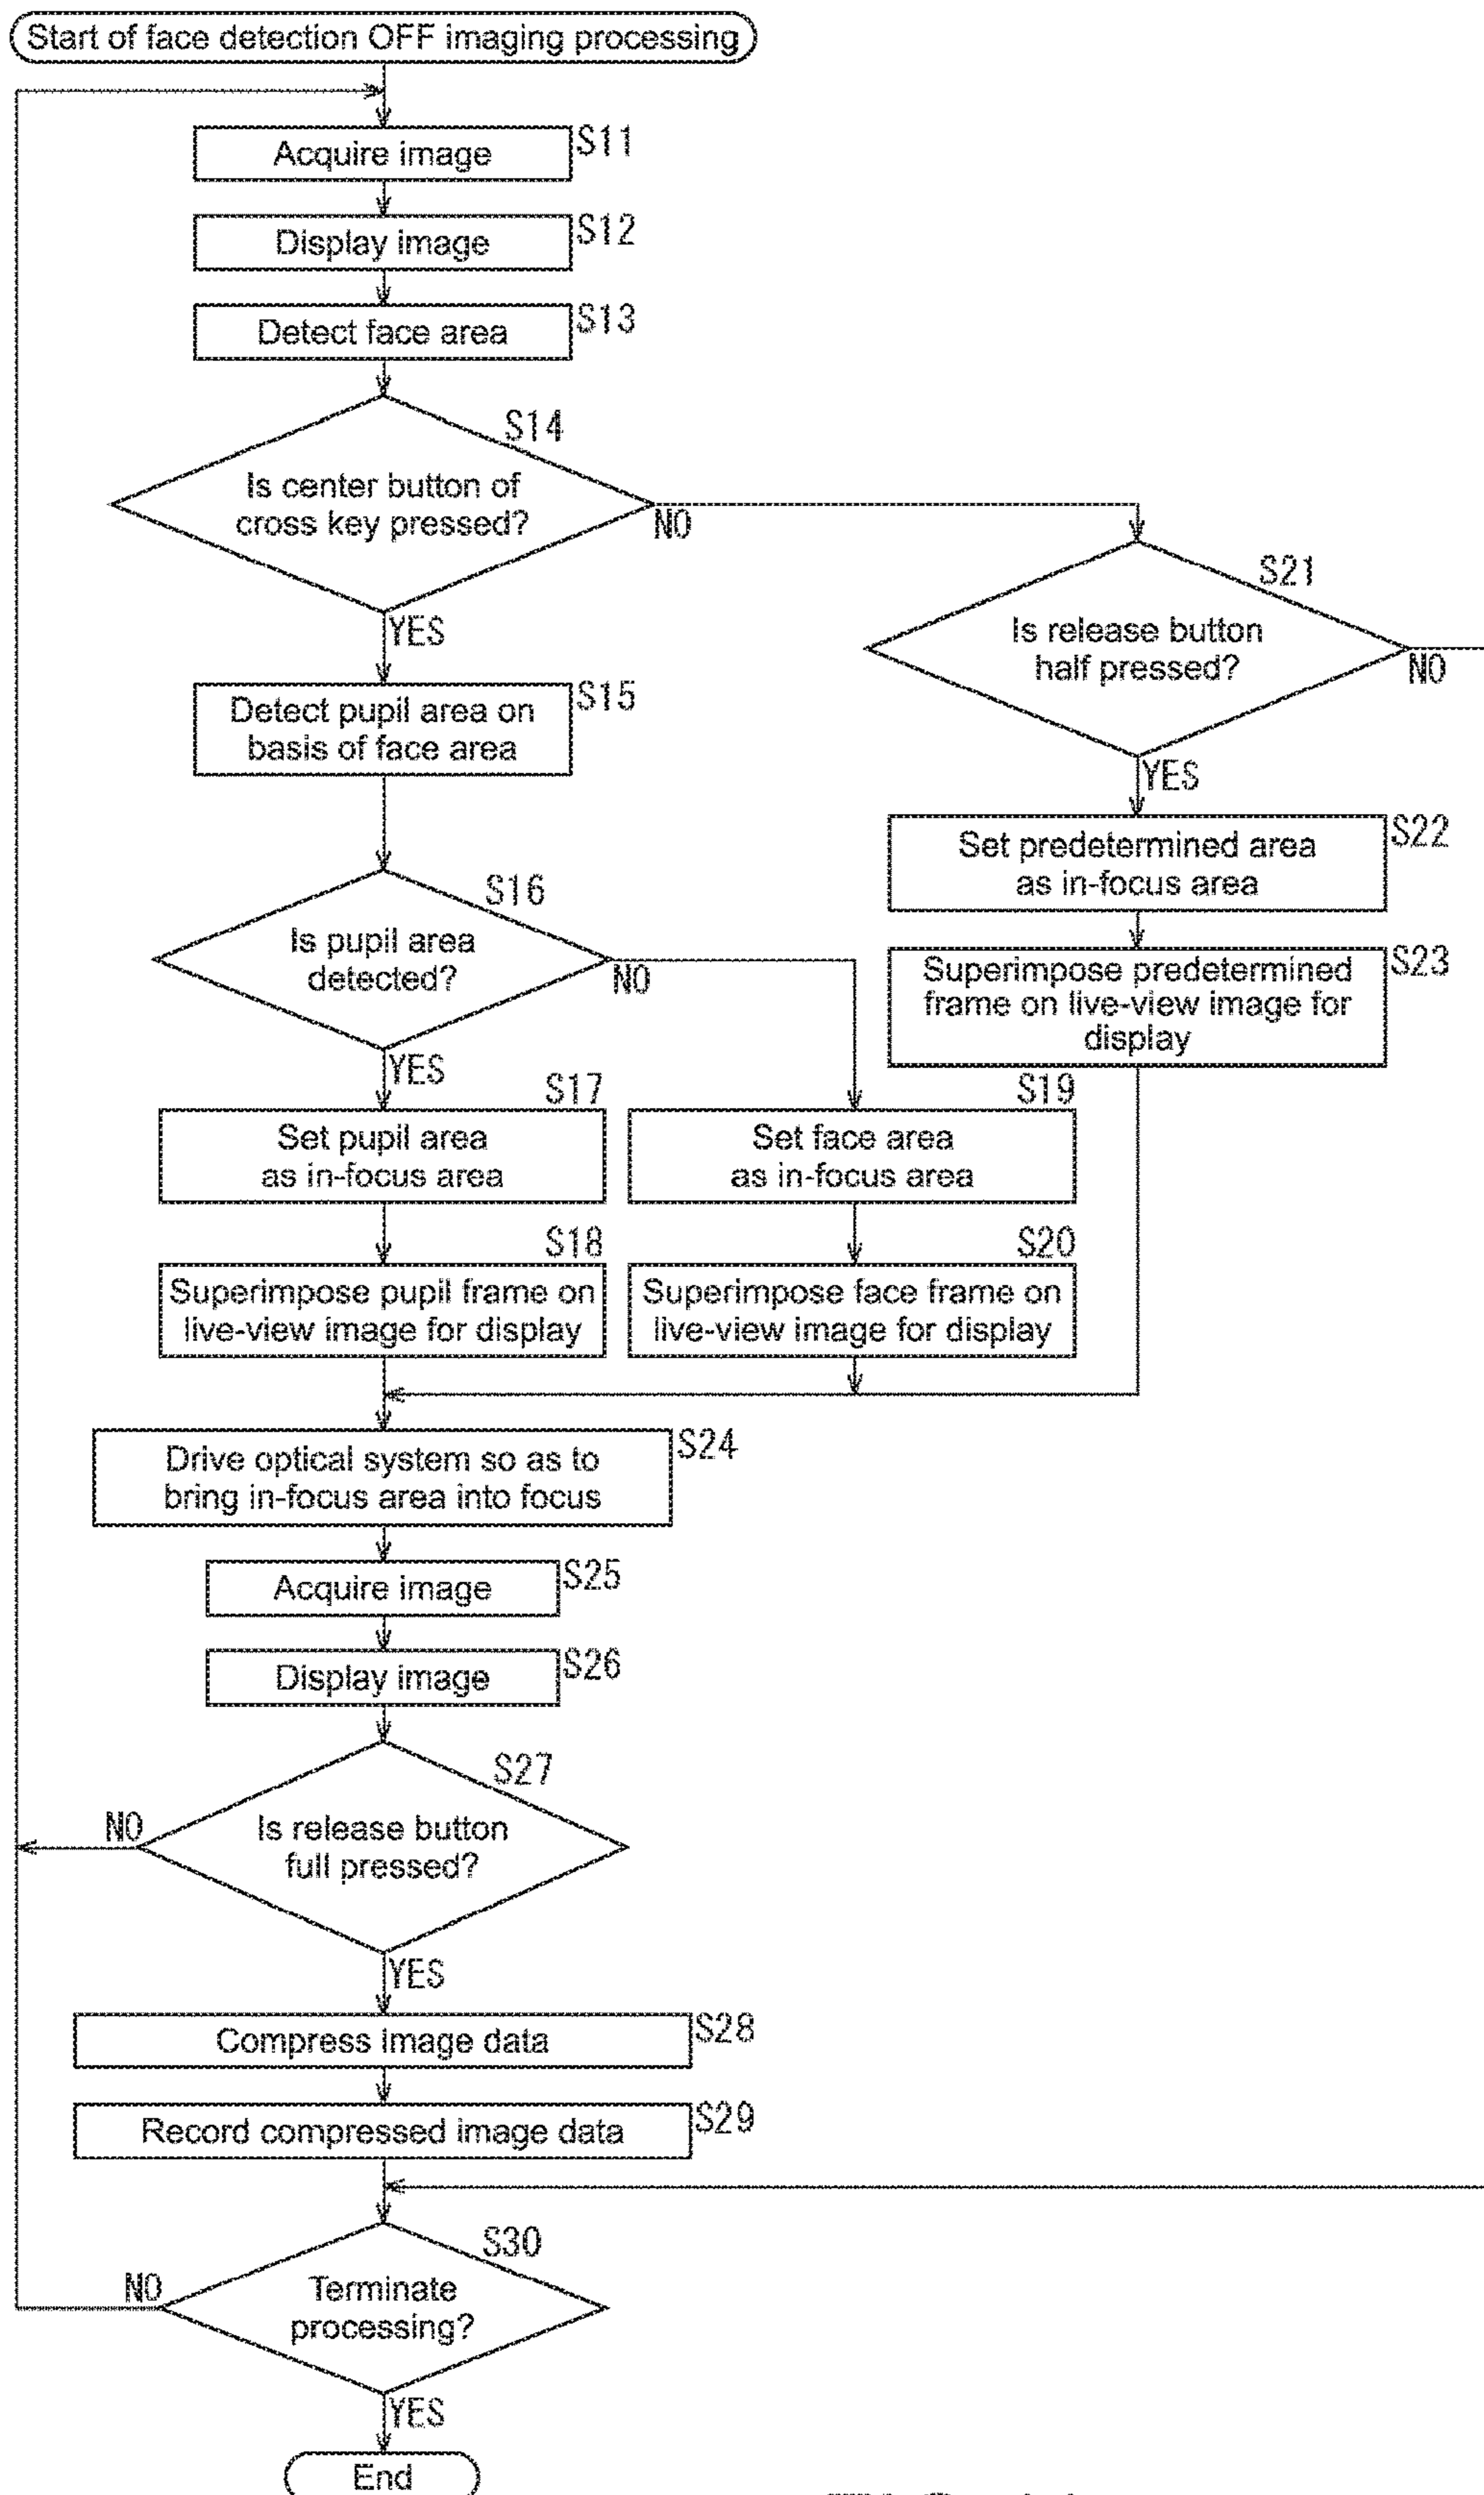 Start of face detection OFF imaging processing
Acquire image
S11
Display image
S12
Detect face area
S13
S14
Is center button of
cross key pressed?
NO
YES
S21
Is release button
half pressed?
NO
YES
Detect pupil area on
basis of face area
S15
S16
Is pupil area
detected?
NO
YES
Set predetermined area
as in-focus area
S22
Superimpose predetermined
frame on live-view image for
display
S23
S17
Set pupil area
as in-focus area
S19
Set face area
as in-focus area
S18
Superimpose pupil frame on
live-view image for display
S20
Superimpose face frame on
live-view image for display
Drive optical system so as to
bring in-focus area into focus
S24
Acquire image
S25
Display image
S26
S27
Is release button
full pressed?
NO
YES
Compress image data
S28
Record compressed image data
S29
S30
Terminate
processing?
NO
YES
End